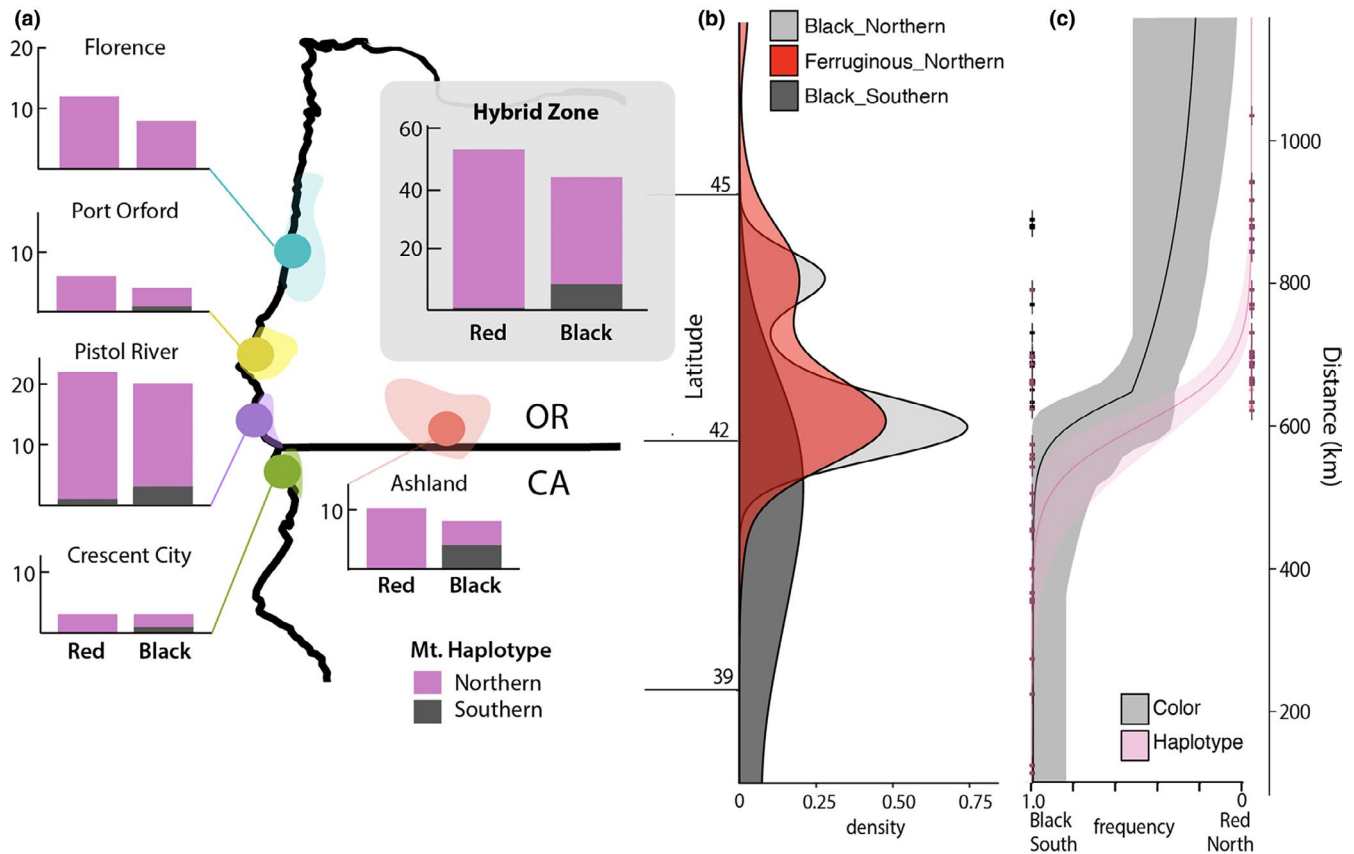 (a)
Florence
20
10
Port Orford
10
Pistol River
20
10
Crescent City
10
Red Black
Hybrid Zone
60
40
20
Red Black
OR
CA
Ashland
10
Red Black
Mt. Haplotype
Northern
Southern
(b)
Black_Northern
Ferruginous_Northern
Black_Southern
45
42
39
Latitude
0 0.25 0.50 0.75
density
(c)
1000
800
600
400
200
Distance (km)
Color
Haplotype
1.0 0
Black frequency Red
South North